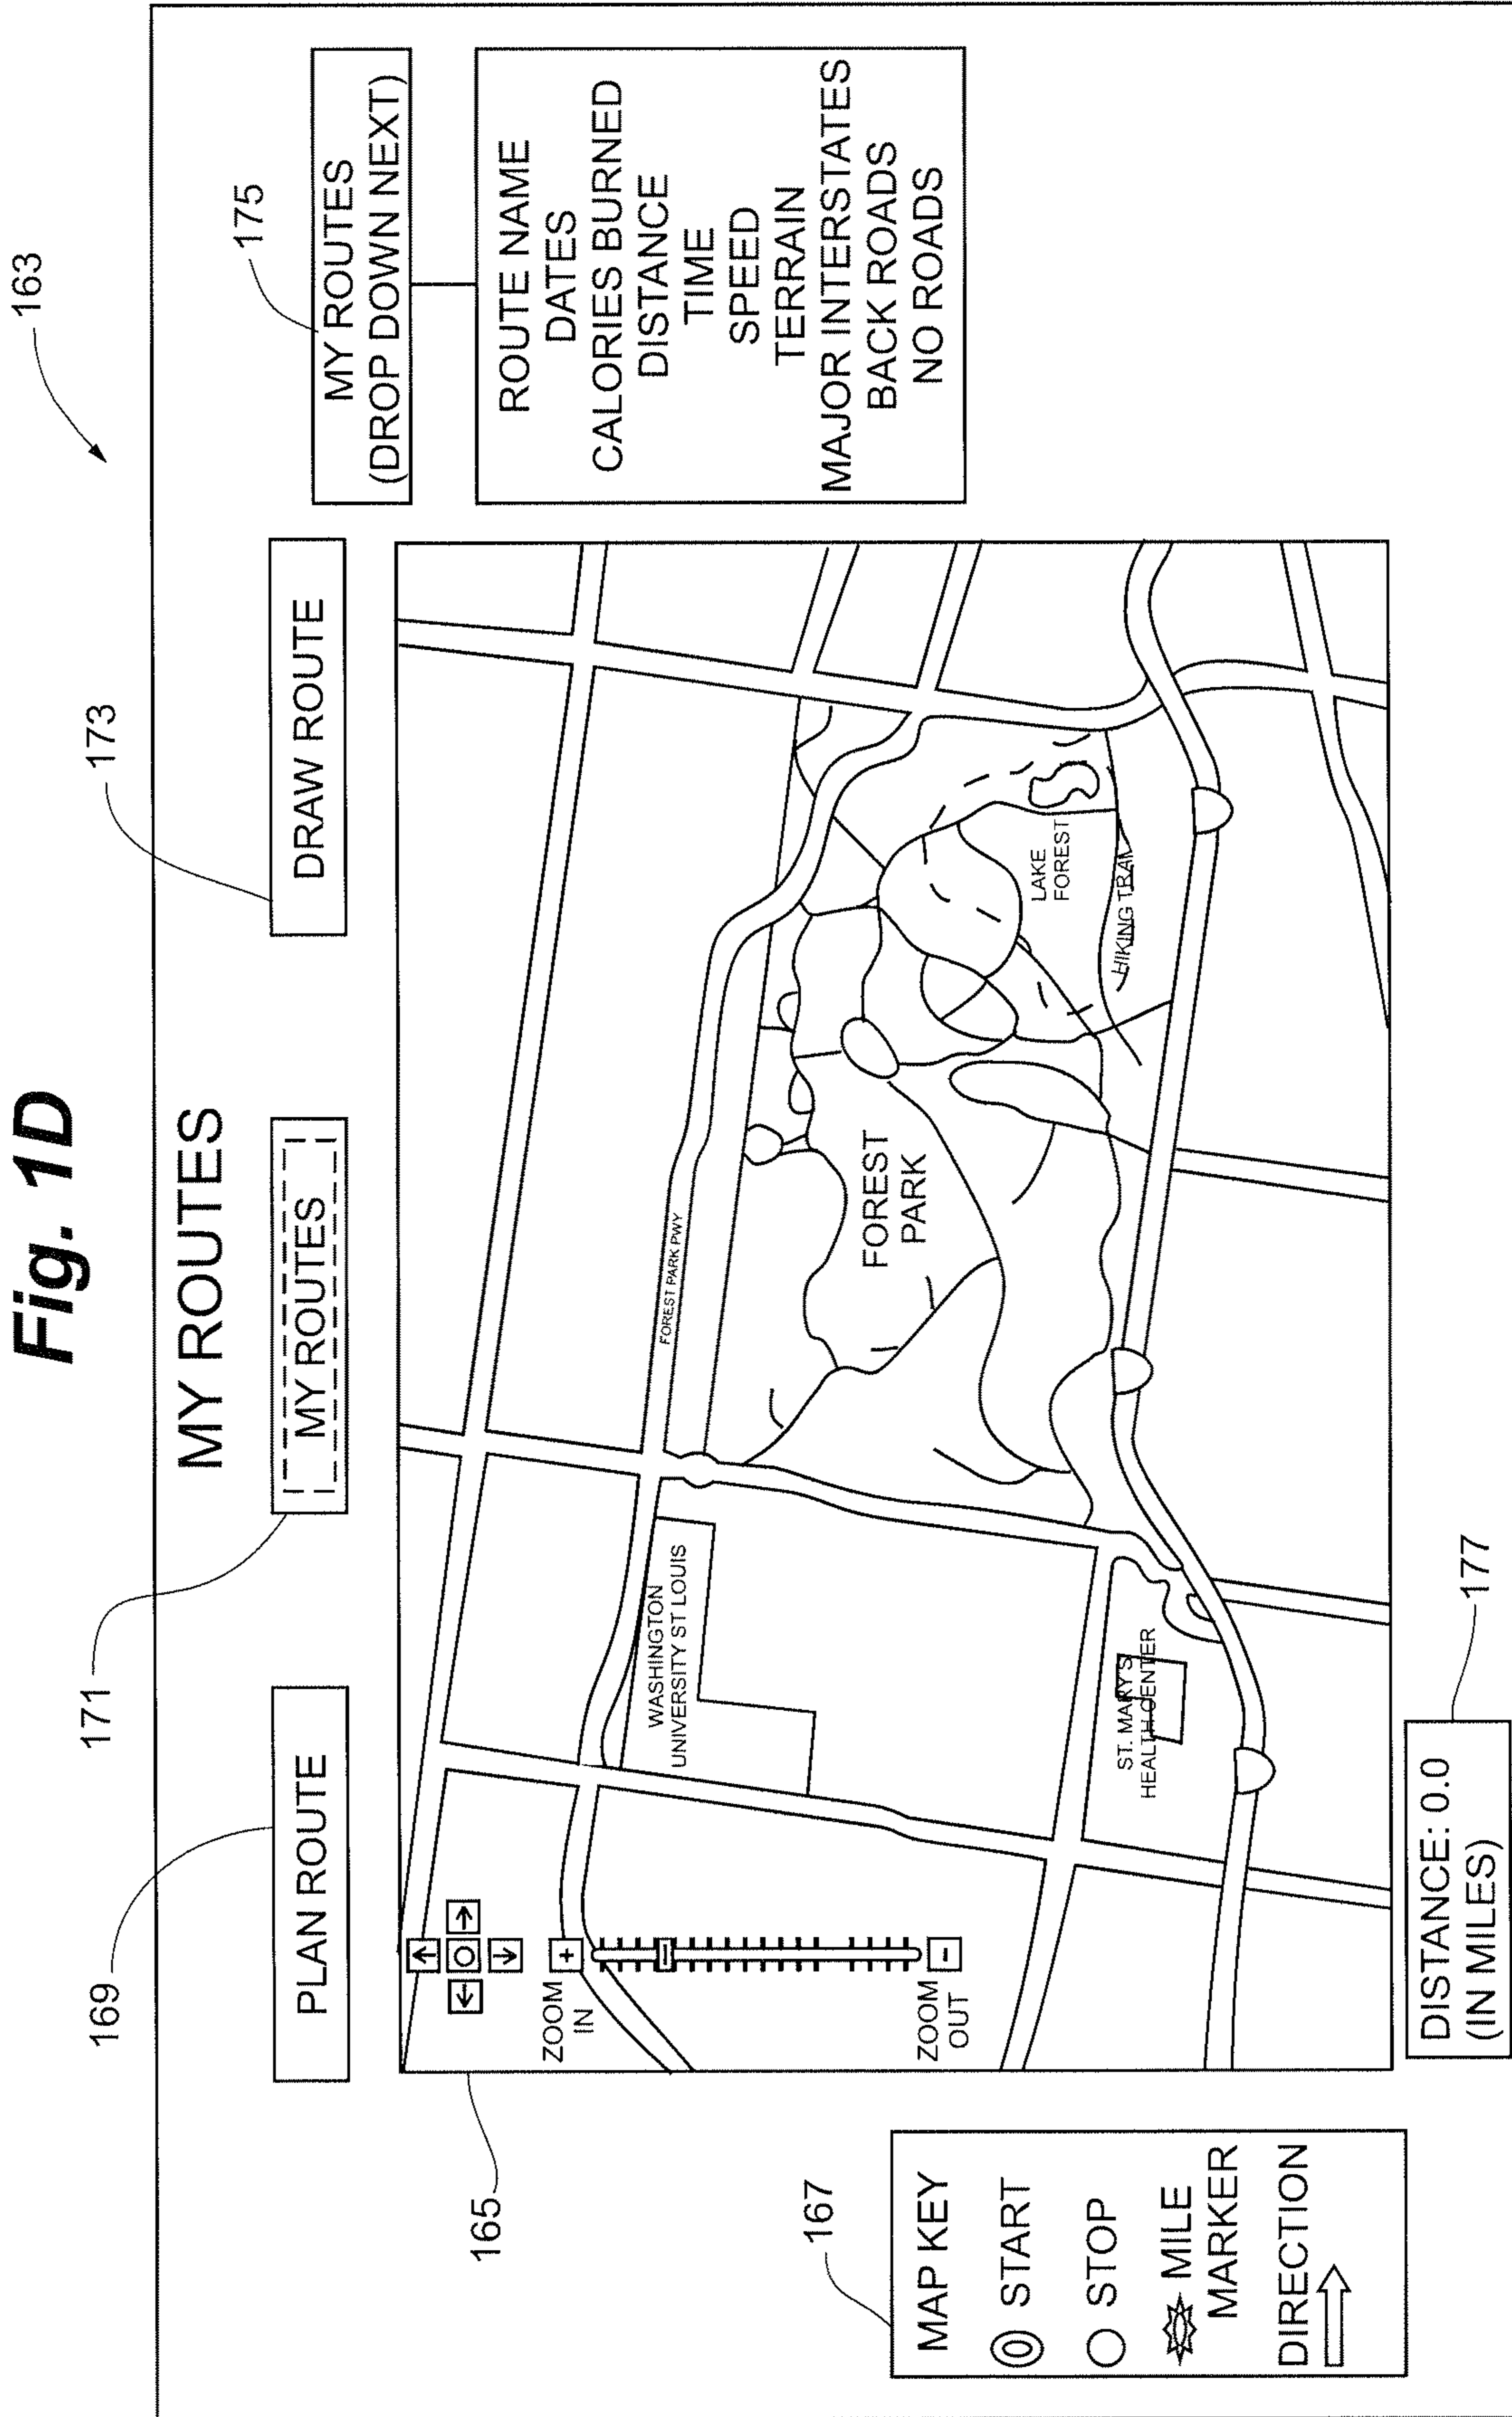 Fig. 1D
163
MY ROUTES
169
171
173
175
PLAN ROUTE
MY ROUTES
DRAW ROUTE
MY ROUTES
(DROP DOWN NEXT)
ROUTE NAME
DATES
CALORIES BURNED
DISTANCE
TIME
SPEED
TERRAIN
MAJOR INTERSTATES
BACK ROADS
NO ROADS
165
ZOOM
IN
+
ZOOM
OUT
-
FOREST PARK PWY
WASHINGTON
UNIVERSITY ST LOUIS
FOREST
PARK
LAKE
FOREST
HIKING TRAIL
ST. MARY'S
HEALTH CENTER
167
MAP KEY
START
STOP
MILE
MARKER
DIRECTION
DISTANCE: 0.0
(IN MILES)
177